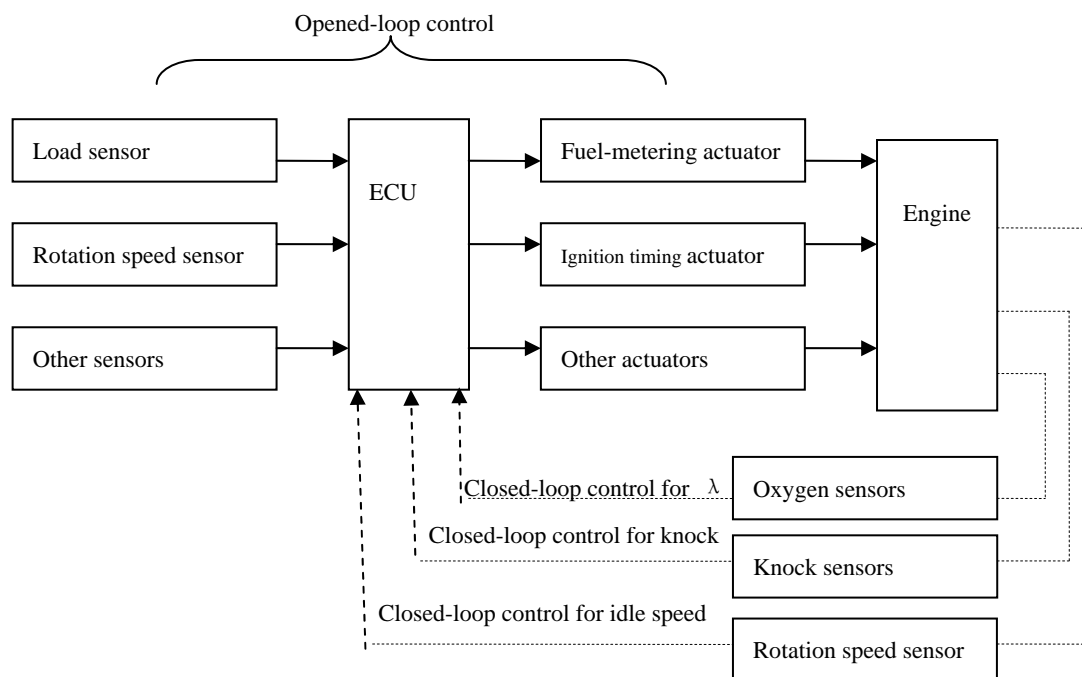 Opened-loop control
Load sensor
ECU
Fuel-metering actuator
Engine
Rotation speed sensor
Ignition timing actuator
Other sensors
Other actuators
Closed-loop control for λ
Oxygen sensors
Closed-loop control for knock
Knock sensors
Closed-loop control for idle speed
Rotation speed sensor